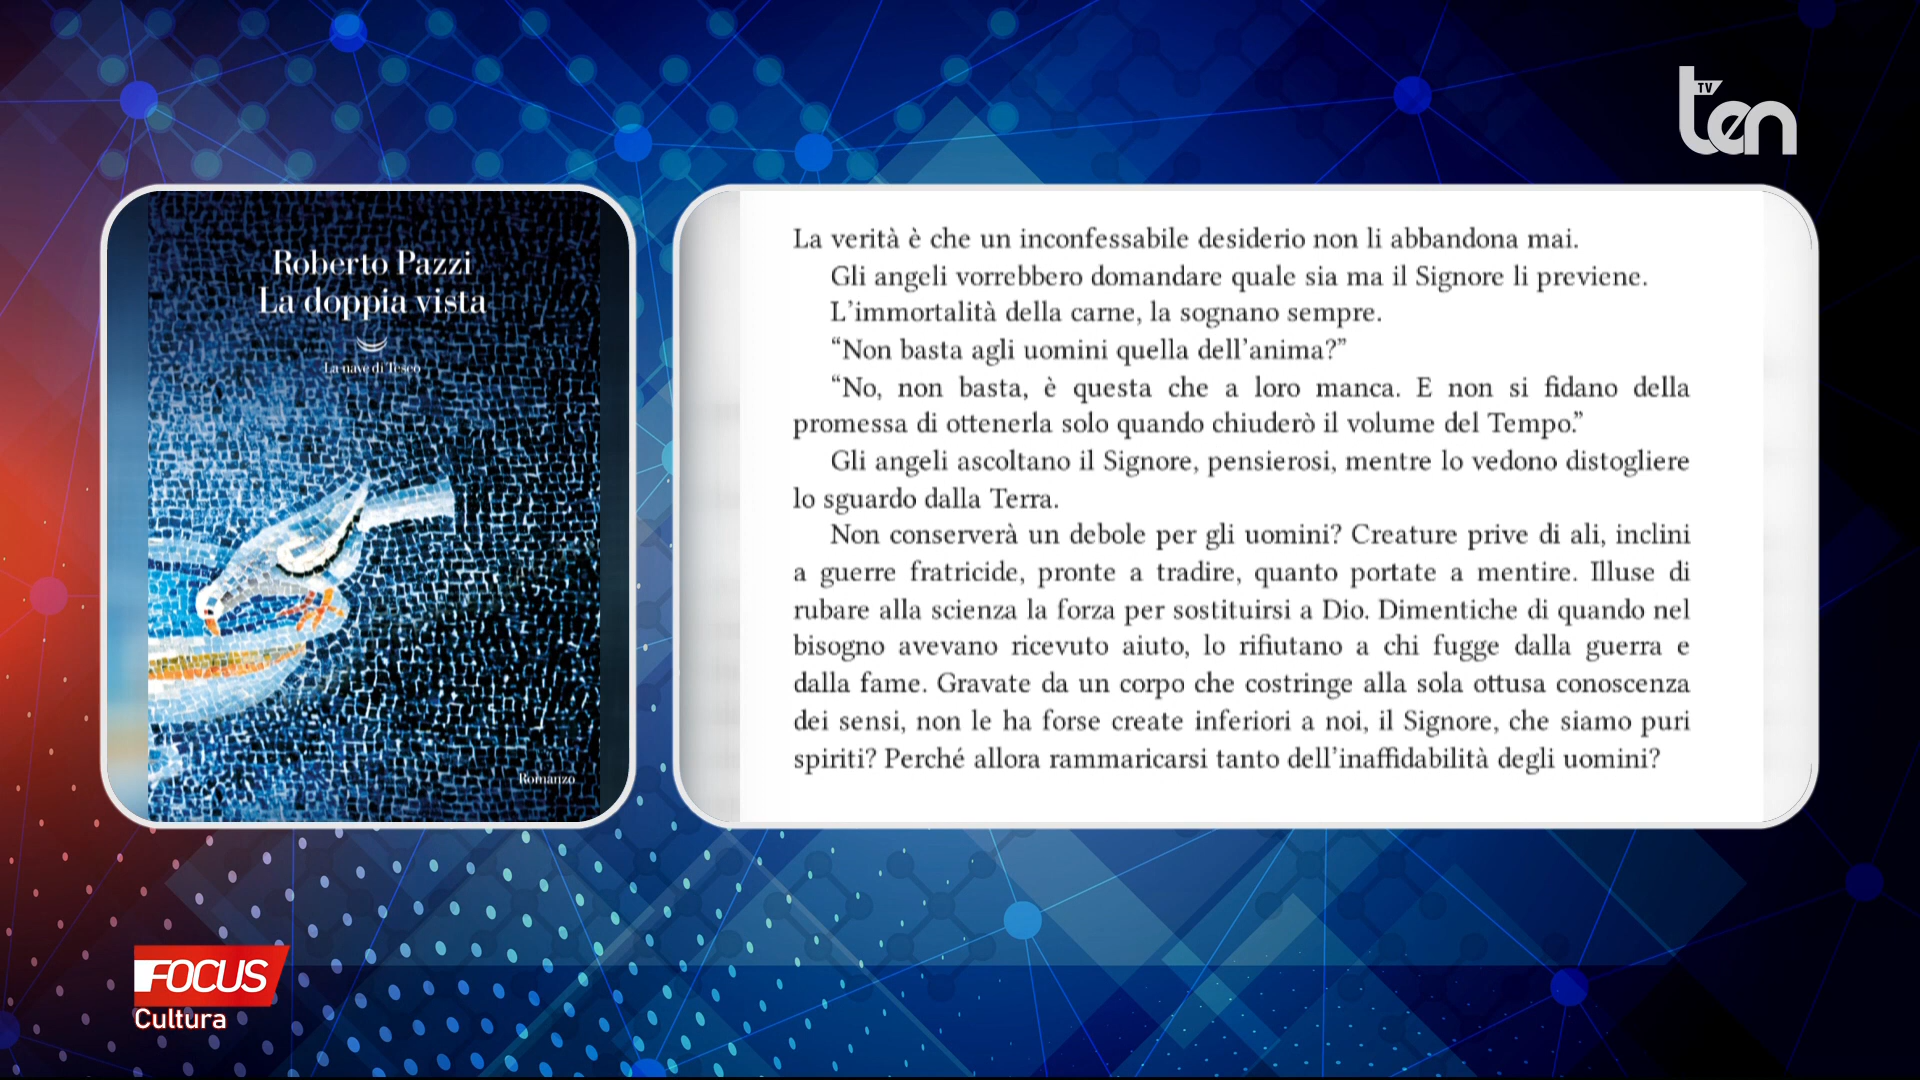 TV
ten
Roberto Pazzi
La doppia vista
La nave di Teseo
Romanzo
La verità è che un inconfessabile desiderio non li abbandona mai.
Gli angeli vorrebbero domandare quale sia ma il Signore li previene.
L’immortalità della carne, la sognano sempre.
“Non basta agli uomini quella dell’anima?”
“No, non basta, è questa che a loro manca. E non si fidano della
promessa di ottenerla solo quando chiuderò il volume del Tempo.”
Gli angeli ascoltano il Signore, pensierosi, mentre lo vedono distogliere
lo sguardo dalla Terra.
Non conserverà un debole per gli uomini? Creature prive di ali, inclini
a guerre fratricide, pronte a tradire, quanto portate a mentire. Illuse di
rubare alla scienza la forza per sostituirsi a Dio. Dimentiche di quando nel
bisogno avevano ricevuto aiuto, lo rifiutano a chi fugge dalla guerra e
dalla fame. Gravate da un corpo che costringe alla sola ottusa conoscenza
dei sensi, non le ha forse create inferiori a noi, il Signore, che siamo puri
spiriti? Perché allora rammaricarsi tanto dell’inaffidabilità degli uomini?
FOCUS
Cultura